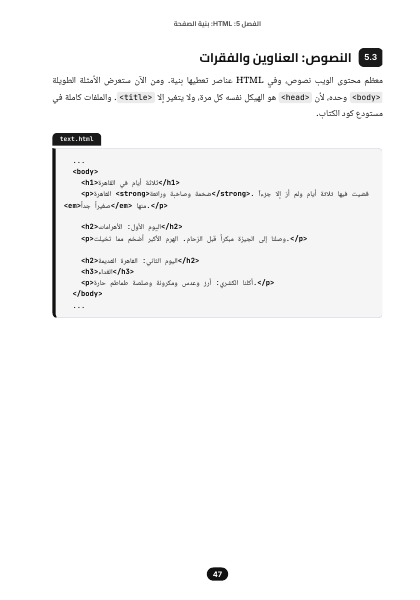 الفصل 5: HTML: بنية الصفحة
5.3 النصوص: العناوين والفقرات
معظم محتوى الويب نصوص، وفي HTML عناصر تعطيها بنية. ومن الآن ستعرض الأمثلة الطويلة
<body> وحده، لأن <head> هو الهيكل نفسه كل مرة، ولا يتغير إلا <title>. والملفات كاملة في
مستودع كود الكتاب.
text.html
...
<body>
<h1>ثلاثة أيام في القاهرة</h1>
<p>القاهرة <strong>ضخمة وصاخبة ورائعة</strong>. قضيت فيها ثلاثة أيام ولم أرَ إلا جزءاً
<em>صغيراً جداً</em> منها.</p>
<h2>اليوم الأول: الأهرامات</h2>
<p>وصلنا إلى الجيزة مبكراً قبل الزحام. الهرم الأكبر أضخم مما تخيلت.</p>
<h2>اليوم الثاني: القاهرة القديمة</h2>
<h3>الغداء</h3>
<p>أكلنا الكشري: أرز وعدس ومكرونة وصلصة طماطم حارة.</p>
</body>
...
47